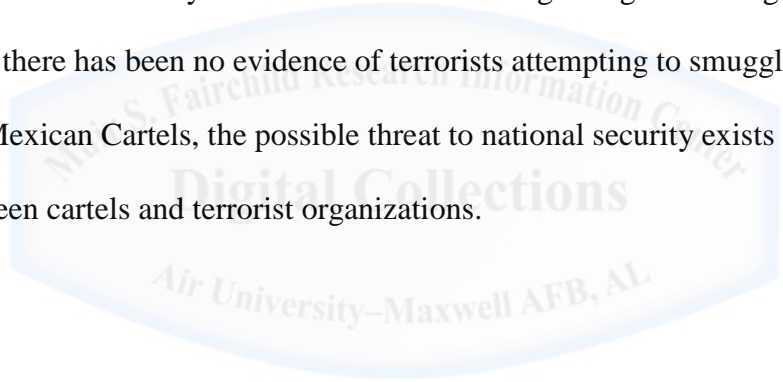 there has been no evidence of terrorists attempting to smuggl
Mexican Cartels, the possible threat to national security exists
een cartels and terrorist organizations.
Muir S. Fairchild Research Information Center
Digital Collections
Air University–Maxwell AFB, AL